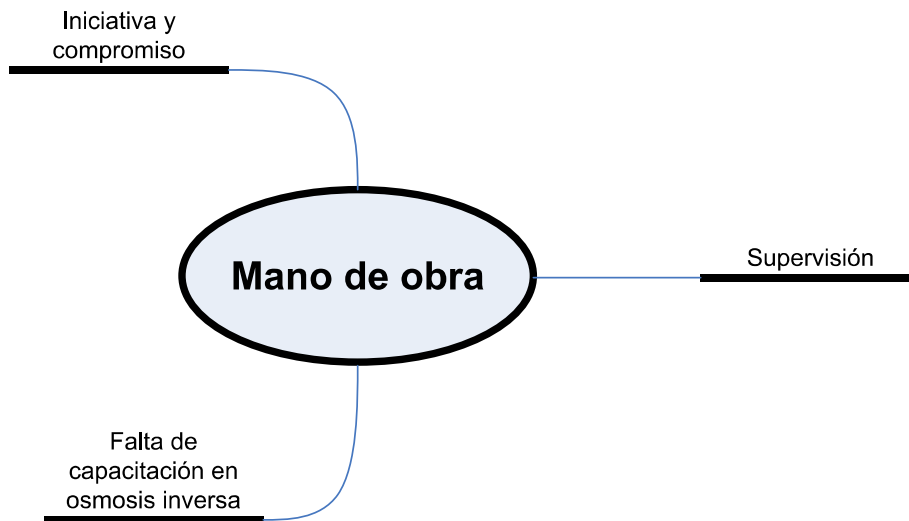 Iniciativa y
compromiso
Mano de obra
Supervisión
Falta de
capacitación en
osmosis inversa